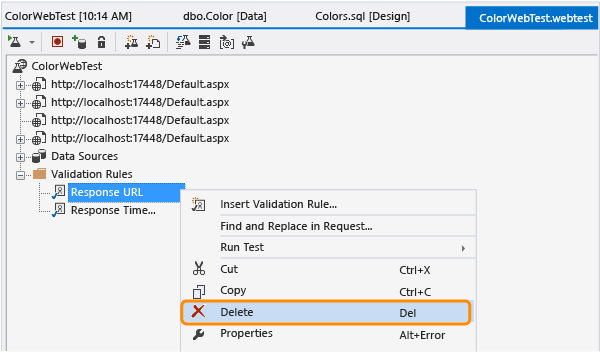 ColorWebTest [10:14 AM] dbo.Color [Data] Colors.sql [Design] ColorWebTest.webtest
ColorWebTest
http://localhost:17448/Default.aspx
http://localhost:17448/Default.aspx
http://localhost:17448/Default.aspx
http://localhost:17448/Default.aspx
Data Sources
Validation Rules
Response URL
Response Time...
Insert Validation Rule...
Find and Replace in Request...
Run Test
Cut Ctrl+X
Copy Ctrl+C
Delete Del
Properties Alt+Error